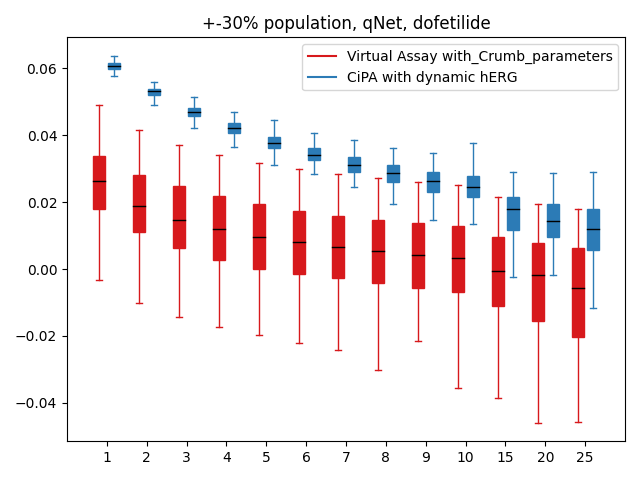 +-30% population, qNet, dofetilide
Virtual Assay with_Crumb_parameters
CiPA with dynamic hERG
0.06
0.04
0.02
0.00
−0.02
−0.04
1 2 3 4 5 6 7 8 9 10 15 20 25